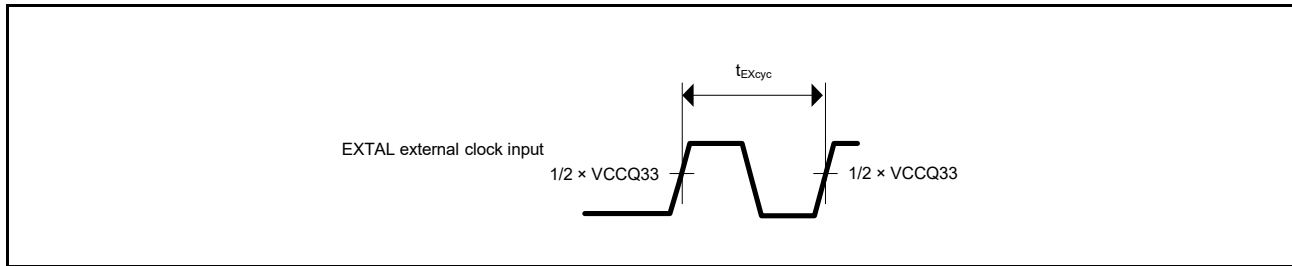 tEXcyc
EXTAL external clock input
1/2 × VCCQ33
1/2 × VCCQ33